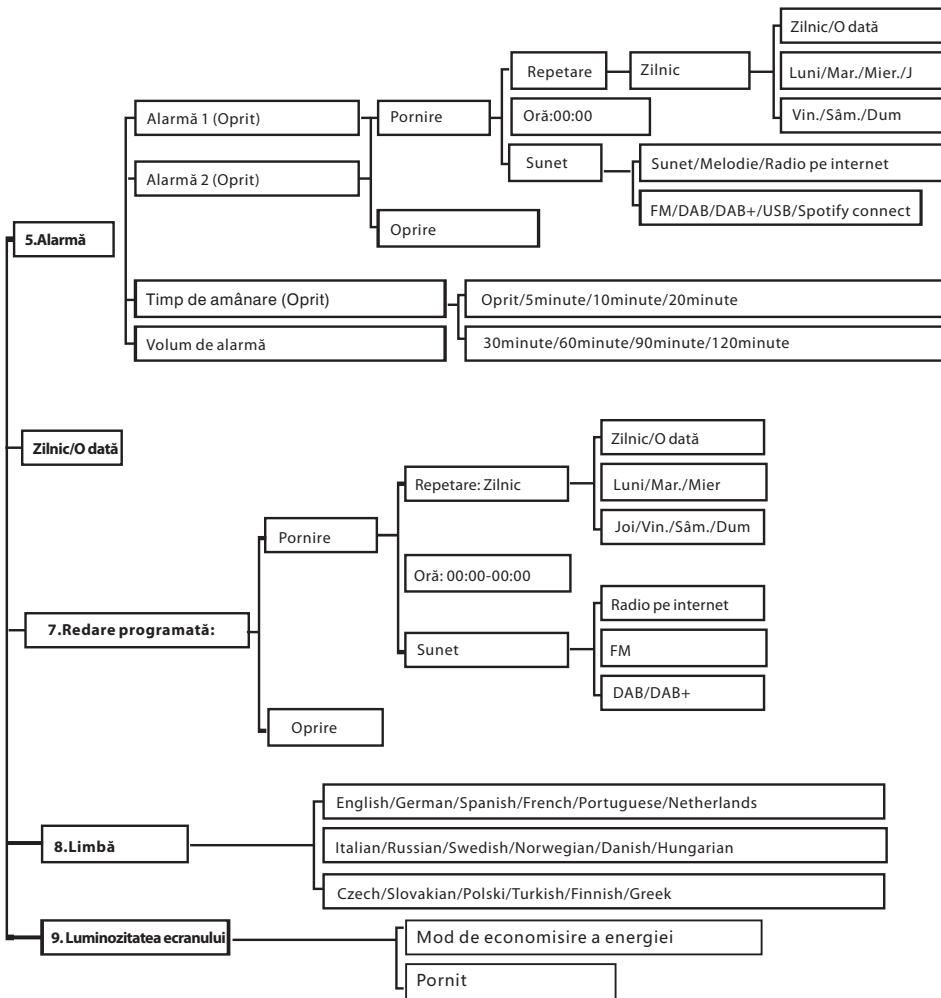 Zilnic/O dată
Repetare
Zilnic
Luni/Mar./Mier./J
Alarmă 1 (Oprit)
Pornire
Oră:00:00
Vin./Sâm./Dum
Sunet
Sunet/Melodie/Radio pe internet
Alarmă 2 (Oprit)
FM/DAB/DAB+/USB/Spotify connect
Oprire
5.Alarmă
Timp de amânare (Oprit)
Oprit/5minute/10minute/20minute
Volum de alarmă
30minute/60minute/90minute/120minute
Zilnic/O dată
Zilnic/O dată
Repetare: Zilnic
Luni/Mar./Mier
Joi/Vin./Sâm./Dum
Pornire
Oră: 00:00-00:00
Radio pe internet
7.Redare programată:
Sunet
FM
DAB/DAB+
Oprire
English/German/Spanish/French/Portuguese/Netherlands
8.Limbă
Italian/Russian/Swedish/Norwegian/Danish/Hungarian
Czech/Slovakian/Polski/Turkish/Finnish/Greek
9. Luminozitatea ecranului
Mod de economisire a energiei
Pornit